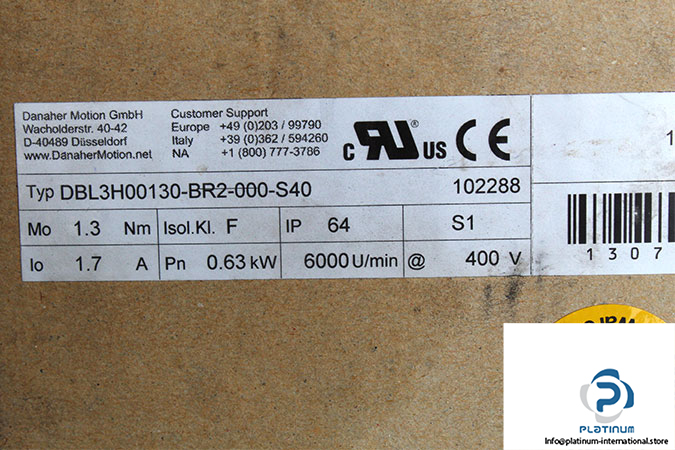 Danaher Motion GmbH
Wacholderstr. 40-42
D-40489 Düsseldorf
www.DanaherMotion.net
Customer Support
Europe +49 (0)203 / 99790
Italy +39 (0)362 / 594260
NA +1 (800) 777-3786
c RU ® US CE
Typ DBL3H00130-BR2-000-S40 102288
Mo 1.3 Nm Isol.Kl. F IP 64 S1
Io 1.7 A Pn 0.63 kW 6000 U/min @ 400 V
1
1307
PLATINUM
Info@platinum-international.store